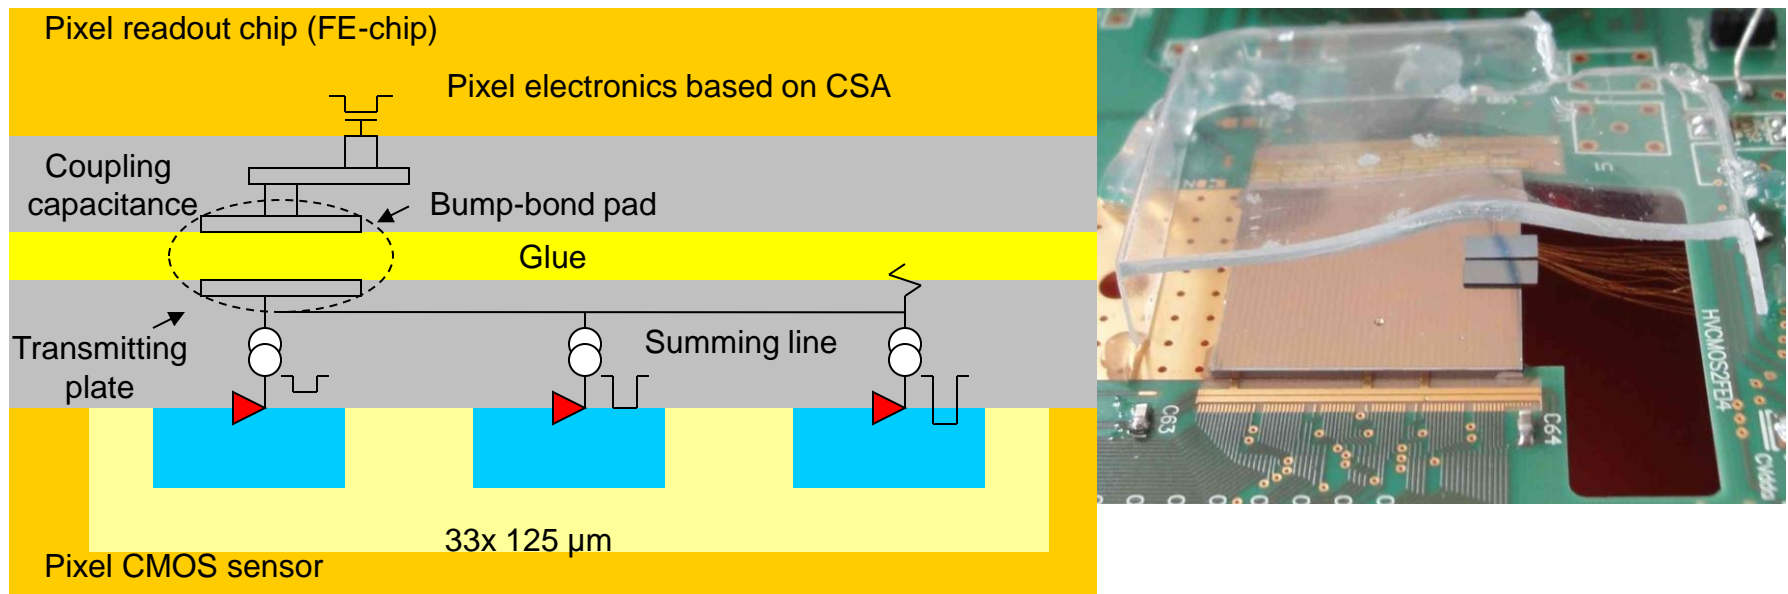 Pixel readout chip (FE-chip)
Pixel electronics based on CSA
Coupling
capacitance
Bump-bond pad
Glue
Transmitting
plate
Summing line
33x 125 µm
Pixel CMOS sensor
HVCMOS2FEI4
C63
C64